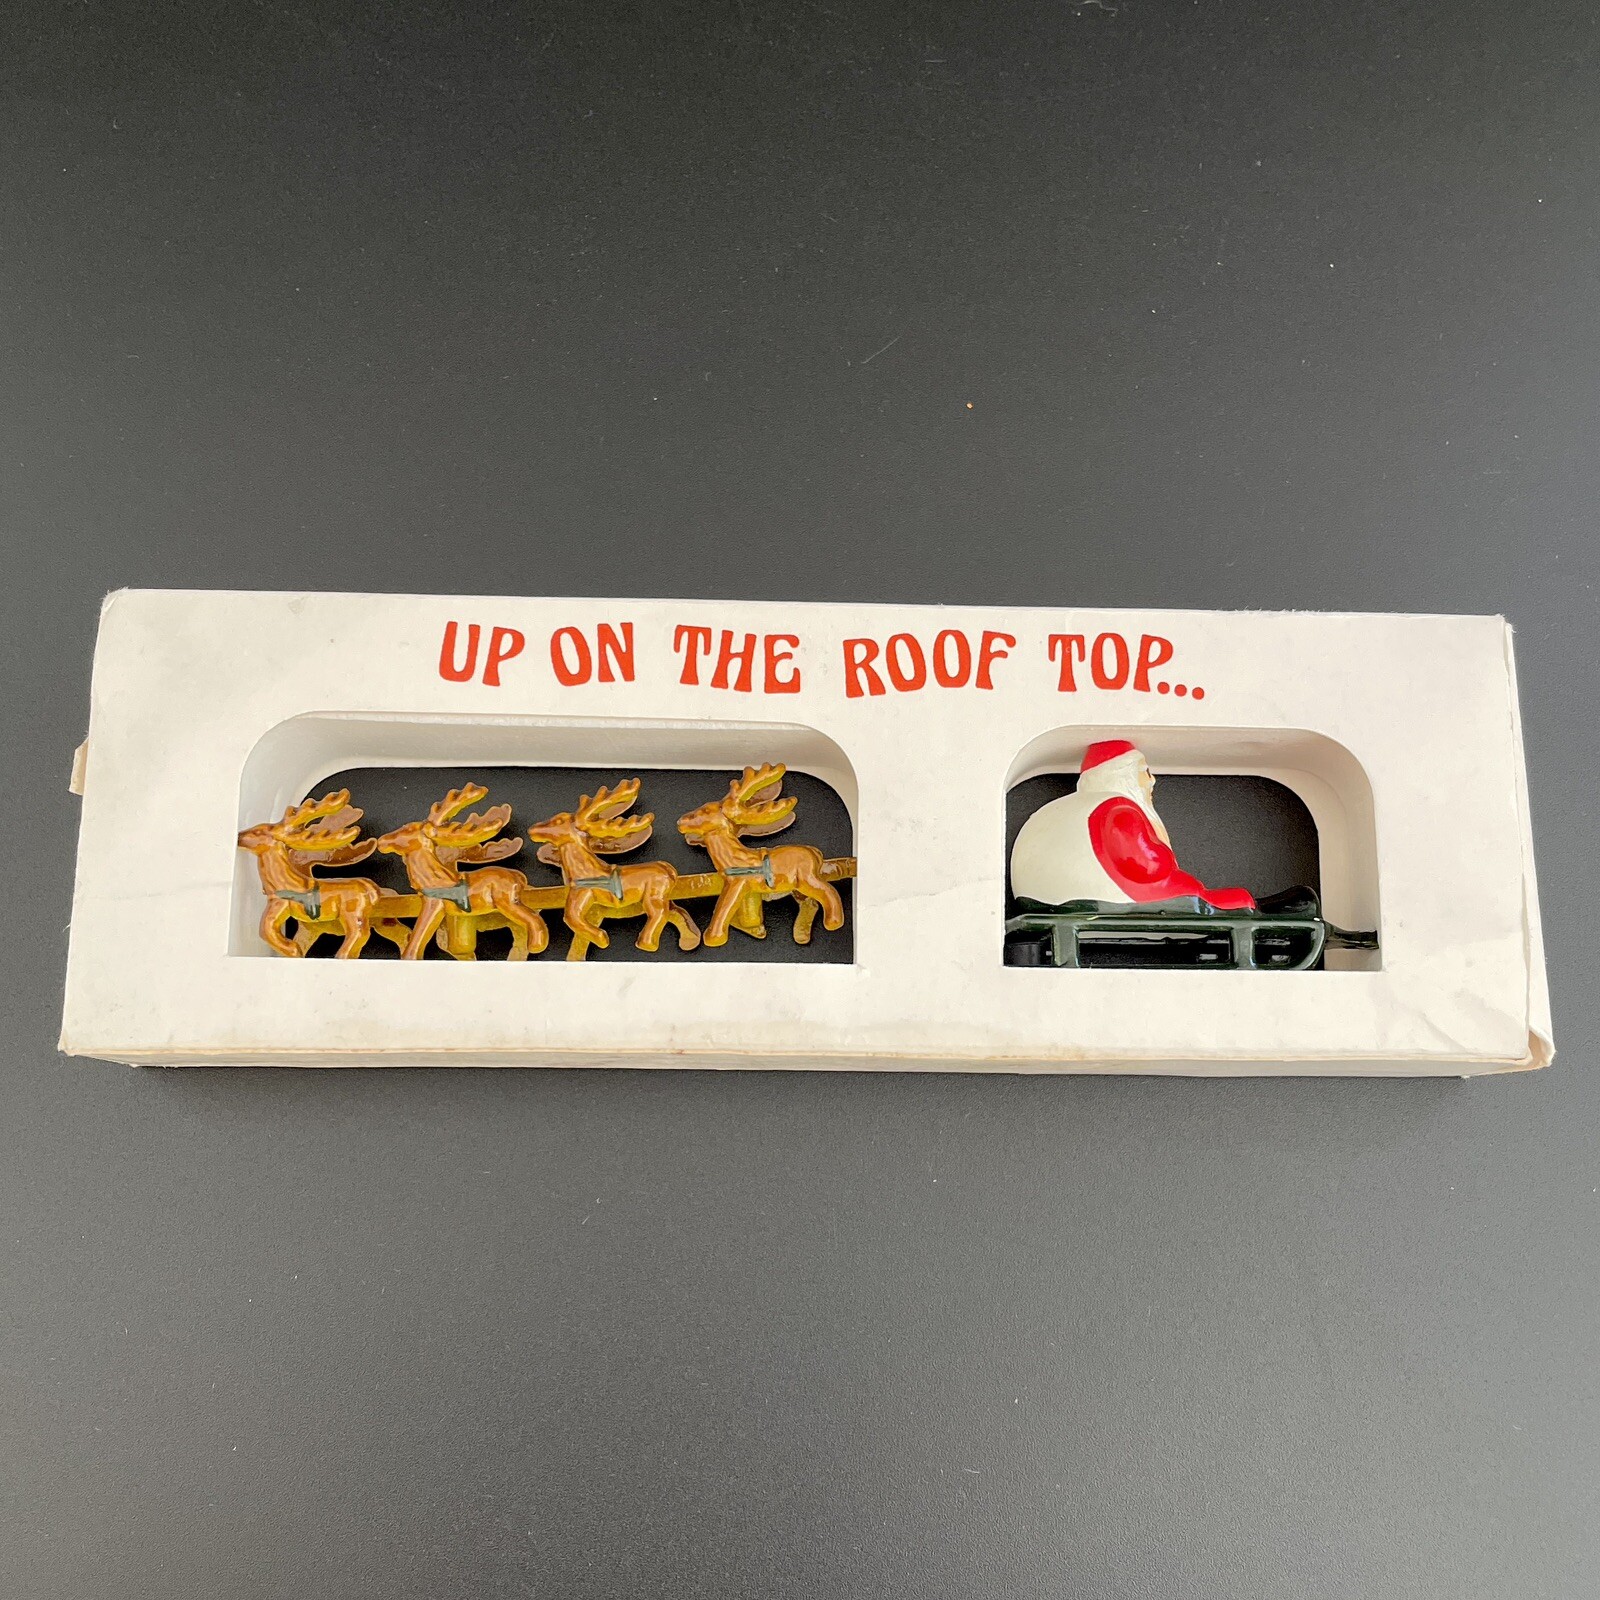 UP ON THE ROOF TOP...